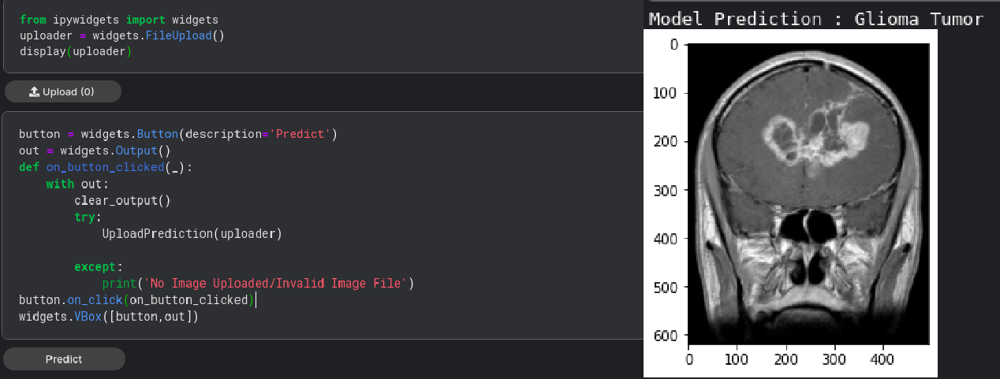 from ipywidgets import widgets
uploader = widgets.FileUpload()
display(uploader)
Upload (0)
button = widgets.Button(description='Predict')
out = widgets.Output()
def on_button_clicked(_):
    with out:
        clear_output()
        try:
            UploadPrediction(uploader)

        except:
            print('No Image Uploaded/Invalid Image File')
button.on_click(on_button_clicked)
widgets.VBox([button,out])
Predict
Model Prediction : Glioma Tumor
0
100
200
300
400
500
600
0 100 200 300 400